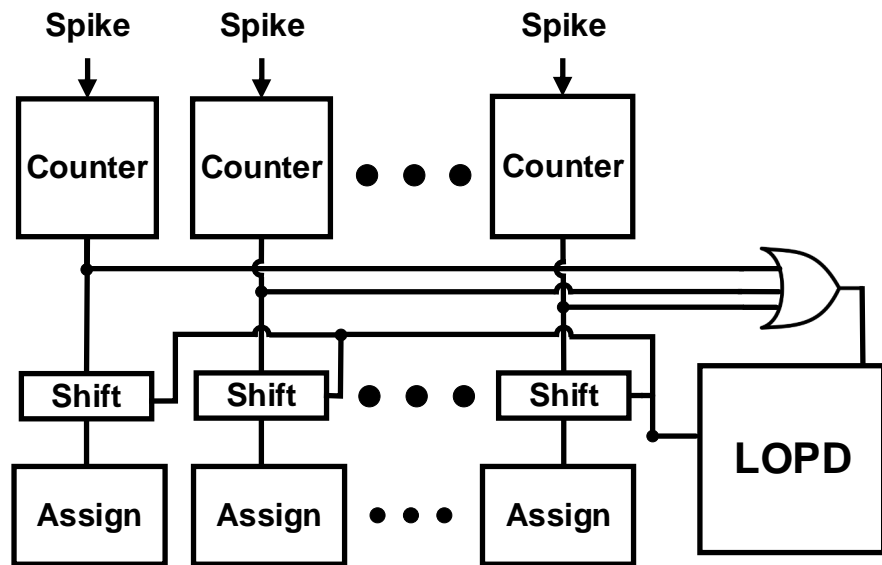 Spike Spike Spike
Counter Counter Counter
Shift Shift Shift
LOPD
Assign Assign Assign